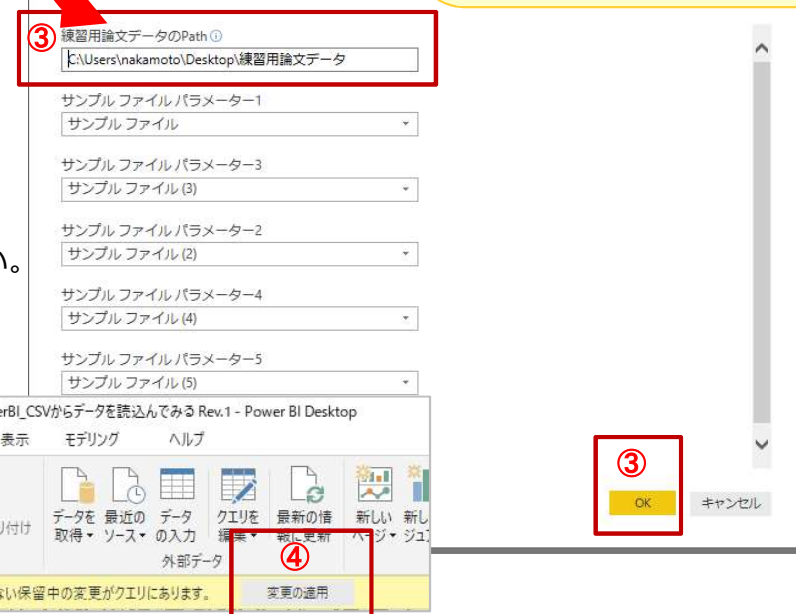 ③
練習用論文データのPath
C:\Users\nakamoto\Desktop\練習用論文データ
サンプル ファイル パラメーター1
サンプル ファイル
サンプル ファイル パラメーター3
サンプル ファイル (3)
サンプル ファイル パラメーター2
い。
サンプル ファイル (2)
サンプル ファイル パラメーター4
サンプル ファイル (4)
サンプル ファイル パラメーター5
サンプル ファイル (5)
③
OK キャンセル
erBI_CSVからデータを読込んでみる Rev.1 - Power BI Desktop
表示 モデリング ヘルプ
データを 最近の データ クエリを 最新の情 新しい 新し
り付け 取得 ソース の入力 編集 報に更新 ページ ジュ
外部データ
④
ない保留中の変更がクエリにあります。 変更の適用